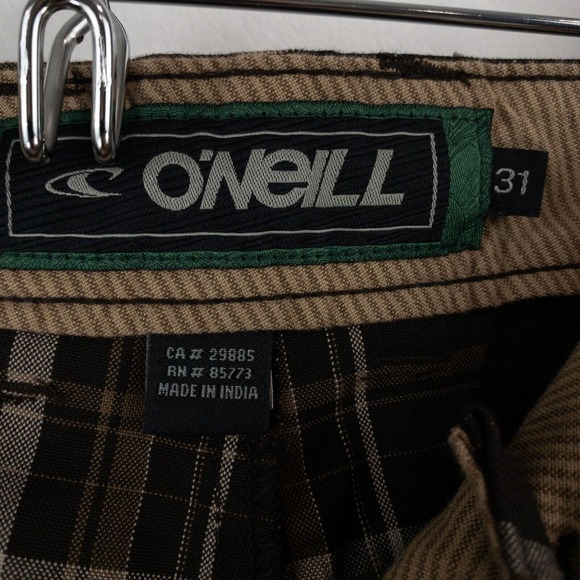 O'NEILL
31
CA # 29885
RN # 85773
MADE IN INDIA